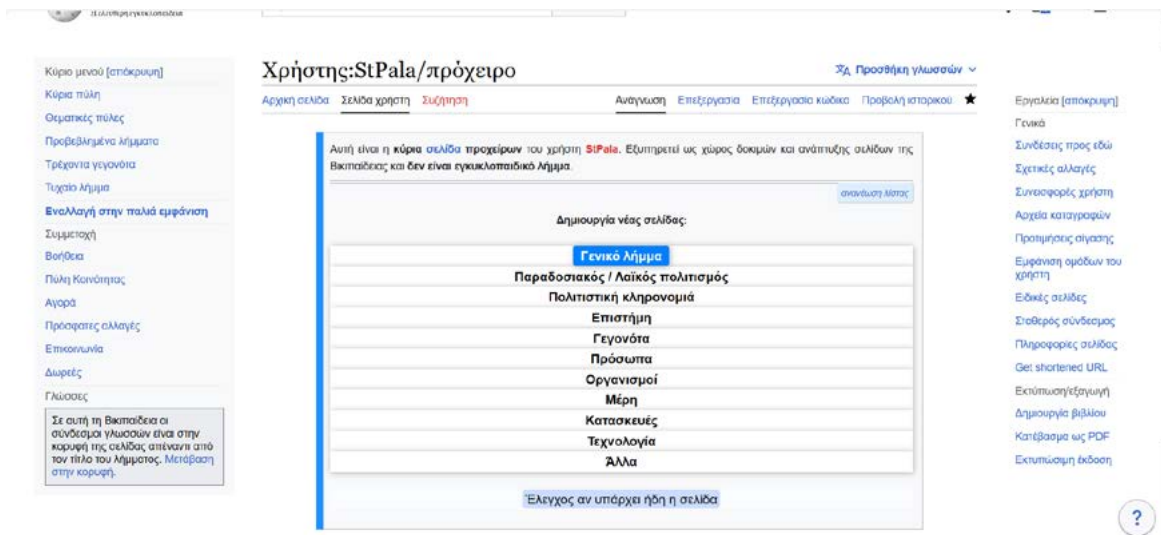 Ελεύθερη εγκυκλοπαίδεια
Κύριο μενού [απόκρυψη]
Κύρια πύλη
Θεματικές πύλες
Προβεβλημένα λήμματα
Τρέχοντα γεγονότα
Τυχαίο λήμμα
Εναλλαγή στην παλιά εμφάνιση
Συμμετοχή
Βοήθεια
Πύλη Κοινότητας
Αγορά
Πρόσφατες αλλαγές
Επικοινωνία
Δωρεές
Γλώσσες
Σε αυτή τη Βικιπαίδεια οι
σύνδεσμοι γλωσσών είναι στην
κορυφή της σελίδας απέναντι από
τον τίτλο του λήμματος. Μετάβαση
στην κορυφή.
Χρήστης:StPala/πρόχειρο
Προσθήκη γλωσσών
Αρχική σελίδα Σελίδα χρήστη Συζήτηση
Ανάγνωση Επεξεργασία Επεξεργασία κώδικα Προβολή ιστορικού
Αυτή είναι η κύρια σελίδα προχείρων του χρήστη StPala. Εξυπηρετεί ως χώρος δοκιμών και ανάπτυξης σελίδων της
Βικιπαίδειας και δεν είναι εγκυκλοπαιδικό λήμμα.
ανανέωση λίστας
Δημιουργία νέας σελίδας:
Γενικό λήμμα
Παραδοσιακός / Λαϊκός πολιτισμός
Πολιτιστική κληρονομιά
Επιστήμη
Γεγονότα
Πρόσωπα
Οργανισμοί
Μέρη
Κατασκευές
Τεχνολογία
Άλλα
Έλεγχος αν υπάρχει ήδη η σελίδα
Εργαλεία [απόκρυψη]
Γενικά
Συνδέσεις προς εδώ
Σχετικές αλλαγές
Συνεισφορές χρήστη
Αρχεία καταγραφών
Προτιμήσεις σίγασης
Εμφάνιση ομάδων του
χρήστη
Ειδικές σελίδες
Σταθερός σύνδεσμος
Πληροφορίες σελίδας
Get shortened URL
Εκτύπωση/εξαγωγή
Δημιουργία βιβλίου
Κατέβασμα ως PDF
Εκτυπώσιμη έκδοση
?